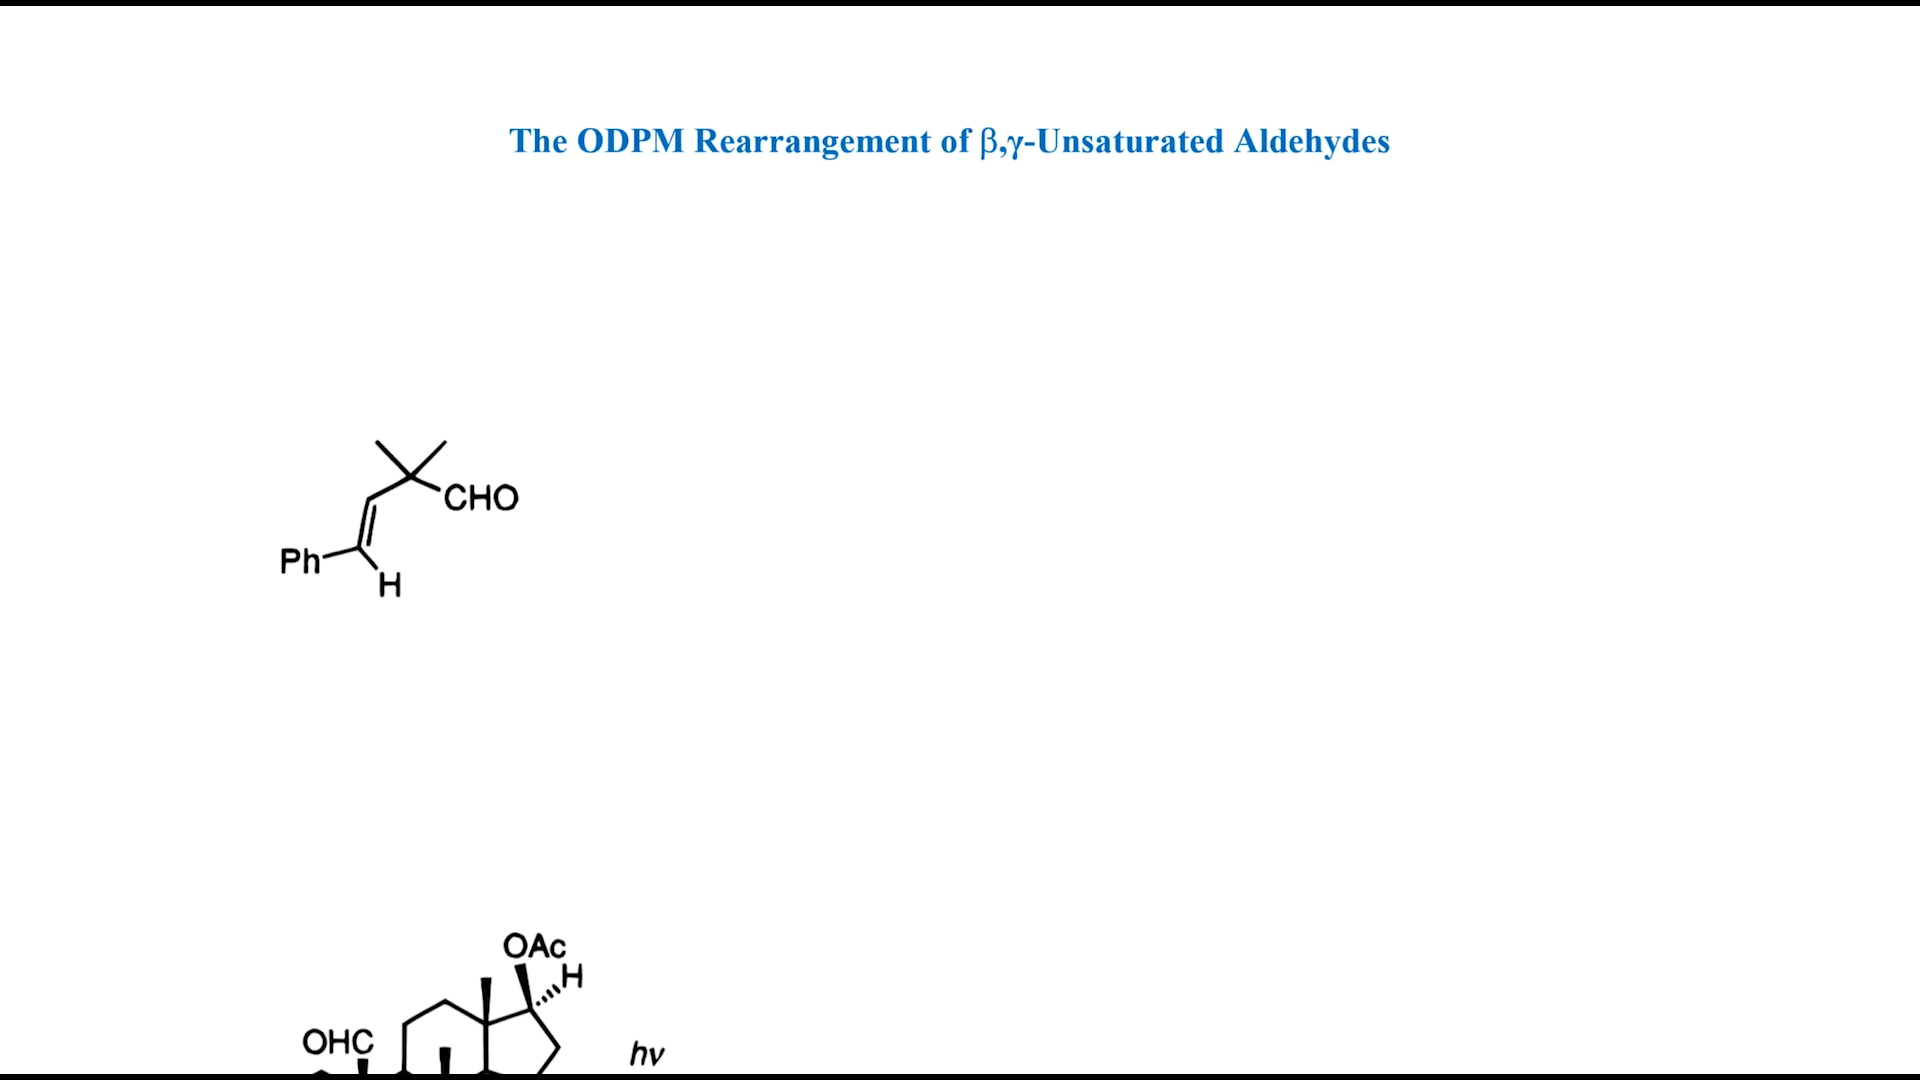 The ODPM Rearrangement of β,γ-Unsaturated Aldehydes
CHO
Ph
H
OAc
H
OHC
hν